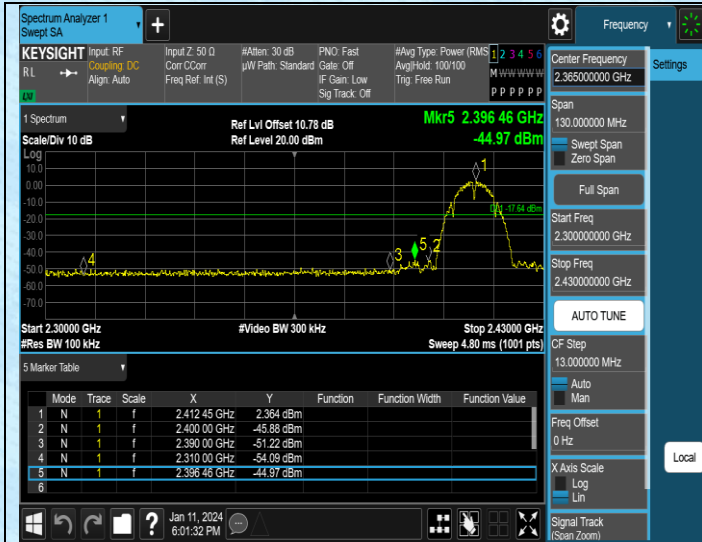 Spectrum Analyzer 1
Swept SA
+
Frequency
KEYSIGHT
RL
Input: RF
Coupling: DC
Align: Auto
Input Z: 50 Ω
Corr CCorr
Freq Ref: Int (S)
#Atten: 30 dB
µW Path: Standard
PNO: Fast
Gate: Off
IF Gain: Low
Sig Track: Off
#Avg Type: Power (RMS
Avg|Hold: 100/100
Trig: Free Run
1 2 3 4 5 6
M W W W W W
P P P P P P
1 Spectrum
Scale/Div 10 dB
Ref Lvl Offset 10.78 dB
Ref Level 20.00 dBm
Mkr5 2.396 46 GHz
-44.97 dBm
Log
10.0
0.00
-10.0
-20.0
-30.0
-40.0
-50.0
-60.0
-70.0
1
DL1 -17.64 dBm
5
2
3
4
Start 2.30000 GHz
#Video BW 300 kHz
Stop 2.43000 GHz
#Res BW 100 kHz
Sweep 4.80 ms (1001 pts)
5 Marker Table
Mode Trace Scale X Y Function Function Width Function Value
1 N 1 f 2.412 45 GHz 2.364 dBm
2 N 1 f 2.400 00 GHz -45.88 dBm
3 N 1 f 2.390 00 GHz -51.22 dBm
4 N 1 f 2.310 00 GHz -54.09 dBm
5 N 1 f 2.396 46 GHz -44.97 dBm
6
?
Jan 11, 2024
6:01:32 PM
Center Frequency
2.365000000 GHz
Span
130.000000 MHz
Swept Span
Zero Span
Full Span
Start Freq
2.300000000 GHz
Stop Freq
2.430000000 GHz
AUTO TUNE
CF Step
13.000000 MHz
Auto
Man
Freq Offset
0 Hz
X Axis Scale
Log
Lin
Signal Track
(Span Zoom)
Settings
Local